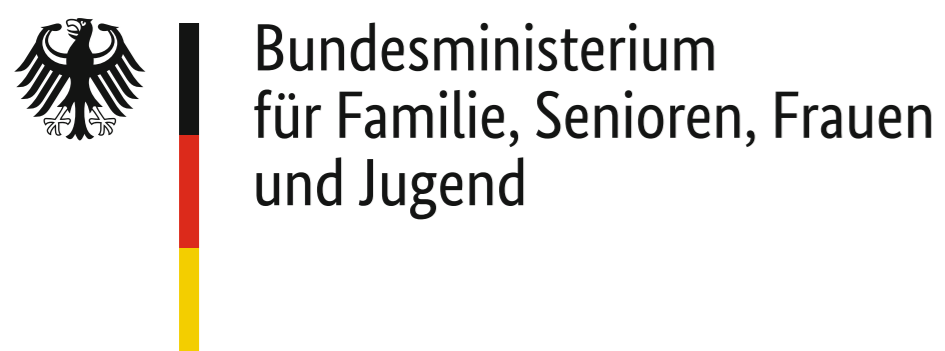 Bundesministerium
für Familie, Senioren, Frauen
und Jugend